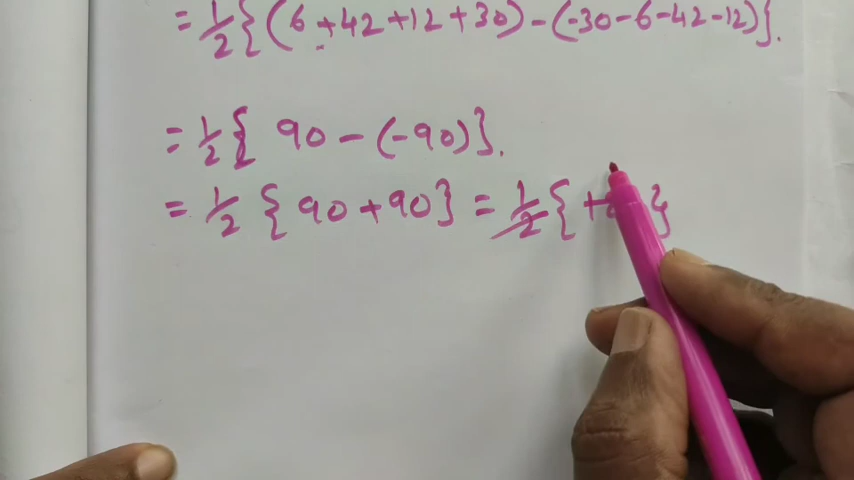 = 1/2 { (6 + 42 + 12 + 30) - (-30 - 6 - 42 - 12) }.
= 1/2 { 90 - (-90) }.
= 1/2 { 90 + 90 } = 1/2 { }